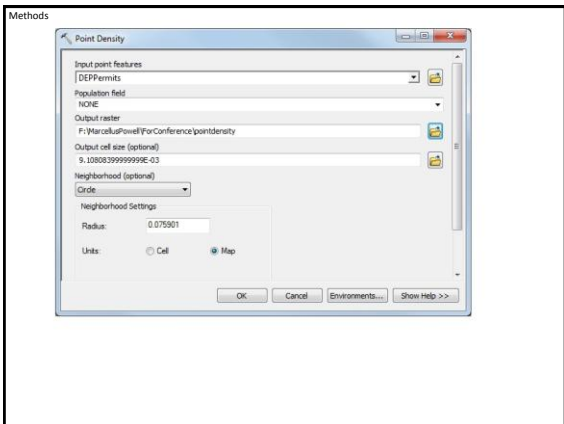 Methods
Point Density
Input point features
DEPPermits
Population field
NONE
Output raster
F:\MarcellusPowell\ForConference\pointdensity
Output cell size (optional)
9.10808399999999E-03
Neighborhood (optional)
Circle
Neighborhood Settings
Radius: 0.075901
Units: Cell Map
OK Cancel Environments... Show Help >>